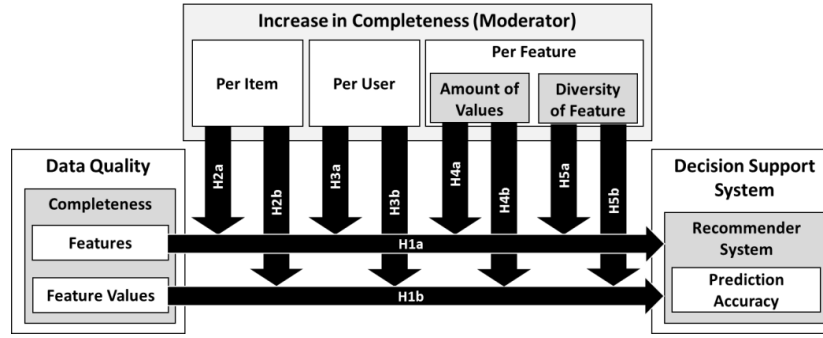 Increase in Completeness (Moderator)
Per Item
Per User
Per Feature
Amount of
Values
Diversity
of Feature
H2a
H2b
H3a
H3b
H4a
H4b
H5a
H5b
Data Quality
Completeness
Features
Feature Values
H1a
H1b
Decision Support
System
Recommender
System
Prediction
Accuracy